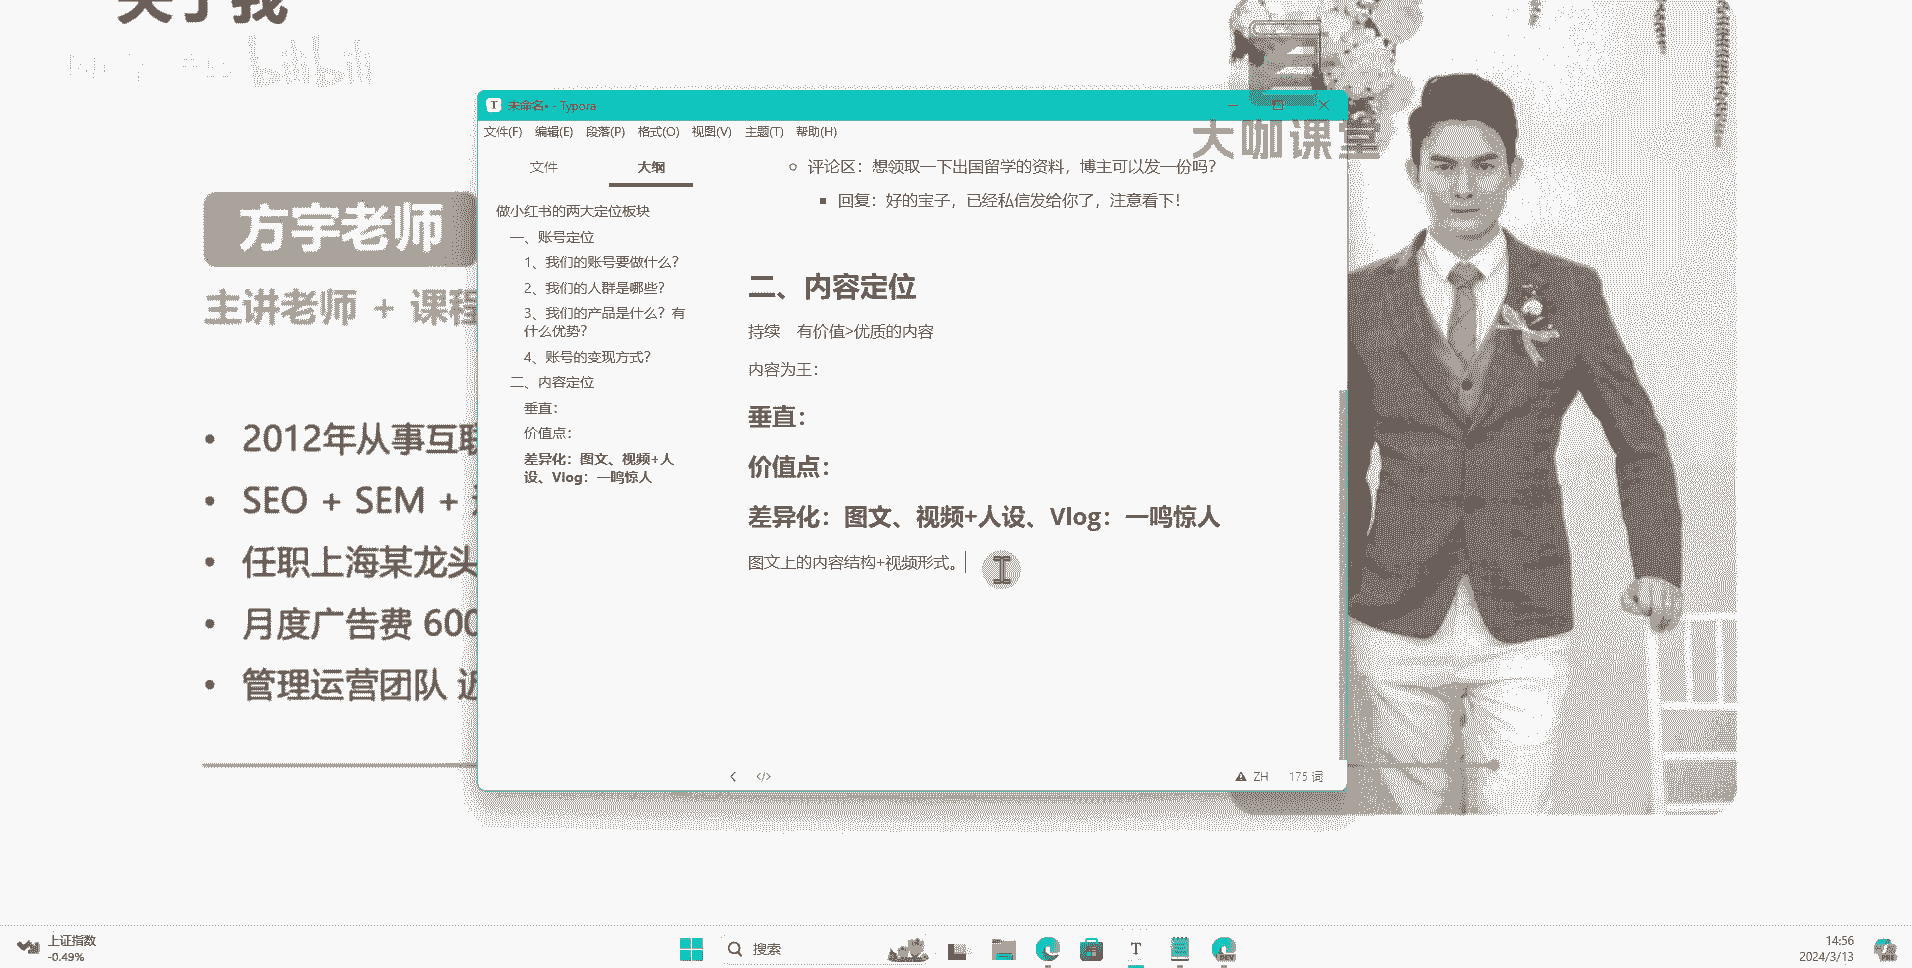 关于我
bilibili
大咖课堂
方宇老师
主讲老师 + 课程
2012年从事互联
SEO + SEM +
任职上海某龙头
月度广告费 600
管理运营团队 近
未命名• - Typora
文件(F) 编辑(E) 段落(P) 格式(O) 视图(V) 主题(T) 帮助(H)
文件 大纲
做小红书的两大定位板块
一、账号定位
1、我们的账号要做什么?
2、我们的人群是哪些?
3、我们的产品是什么? 有
什么优势?
4、账号的变现方式?
二、内容定位
垂直:
价值点:
差异化: 图文、视频+人
设、Vlog: 一鸣惊人
评论区: 想领取一下出国留学的资料, 博主可以发一份吗?
回复: 好的宝子, 已经私信发给你了, 注意看下!
二、内容定位
持续 有价值>优质的内容
内容为王:
垂直:
价值点:
差异化: 图文、视频+人设、Vlog: 一鸣惊人
图文上的内容结构+视频形式。
ZH 175 词
上证指数
-0.49%
搜索
T
DEV
14:56
2024/3/13
PRE